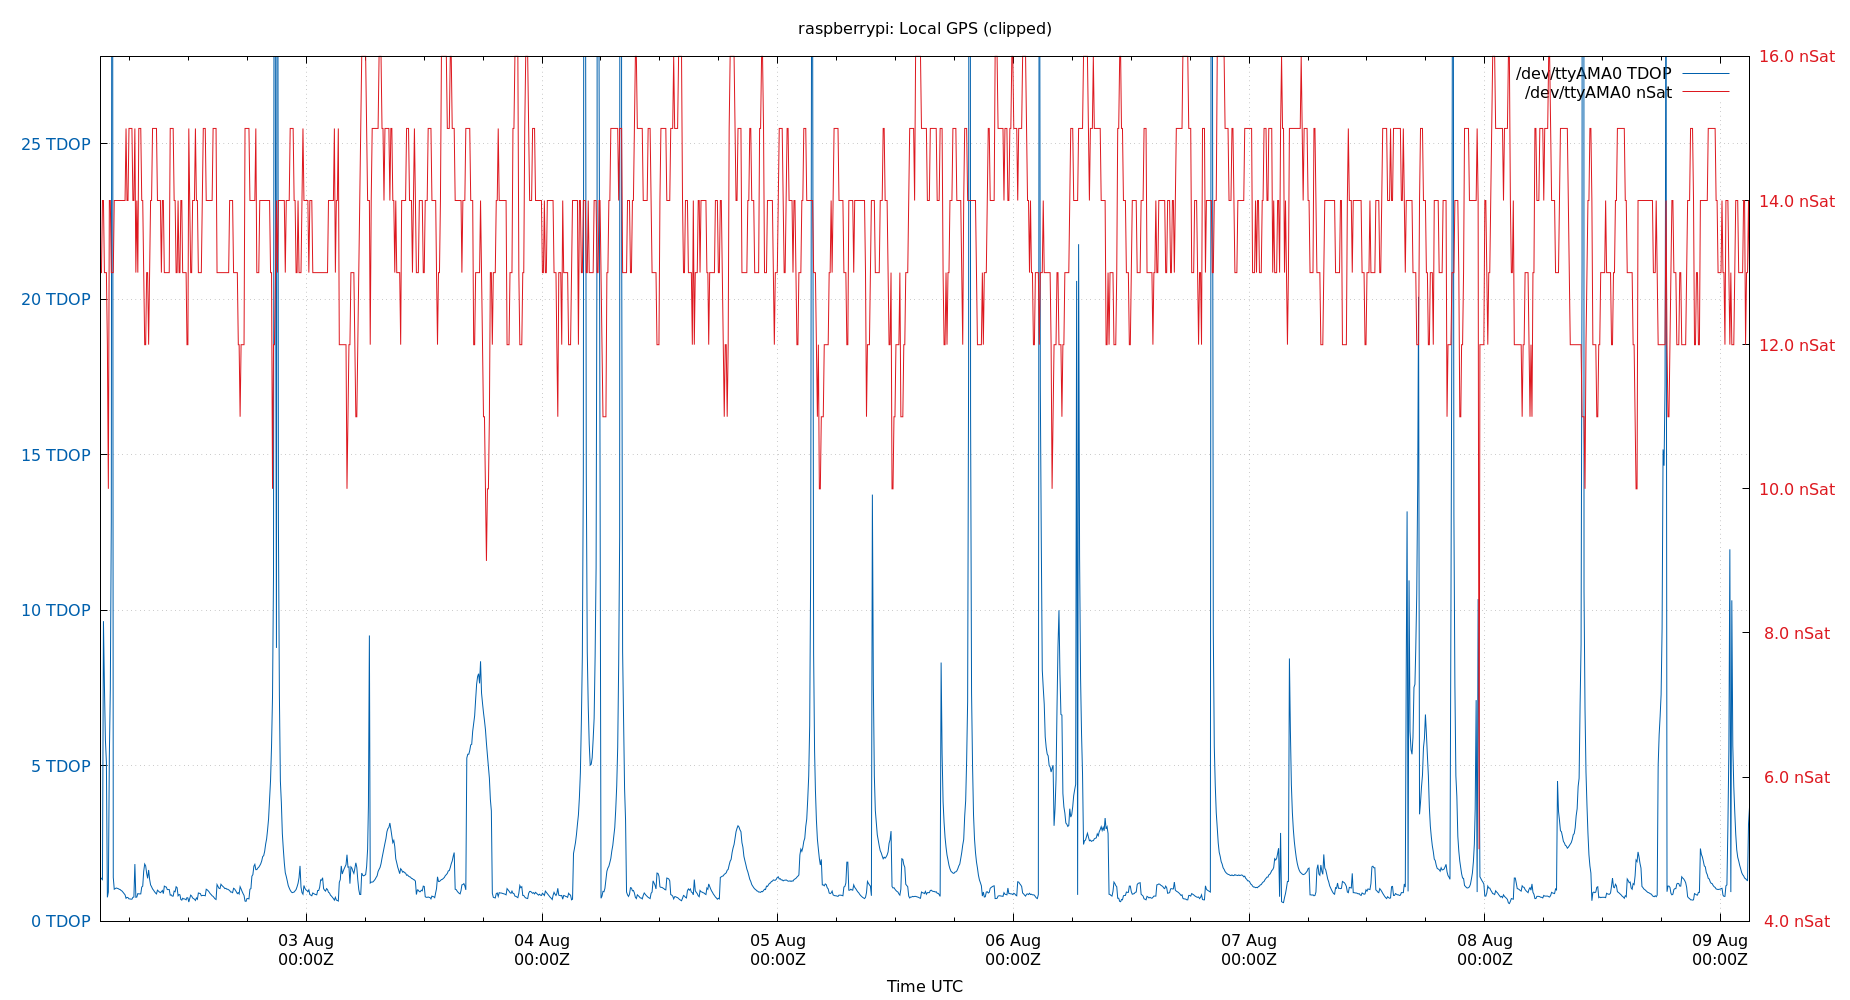 raspberrypi: Local GPS (clipped)
16.0 nSat
/dev/ttyAMA0 TDOP
/dev/ttyAMA0 nSat
25 TDOP
14.0 nSat
20 TDOP
12.0 nSat
15 TDOP
10.0 nSat
10 TDOP
8.0 nSat
5 TDOP
6.0 nSat
0 TDOP
4.0 nSat
03 Aug 04 Aug 05 Aug 06 Aug 07 Aug 08 Aug 09 Aug
00:00Z 00:00Z 00:00Z 00:00Z 00:00Z 00:00Z 00:00Z
Time UTC